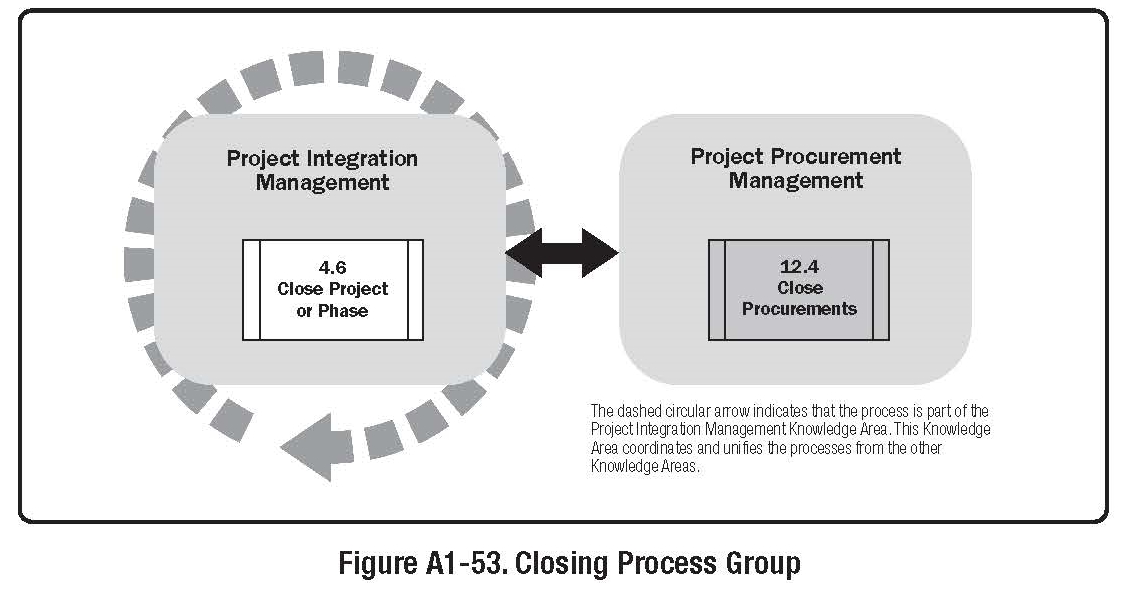 Project Integration
Management
4.6
Close Project
or Phase
Project Procurement
Management
12.4
Close
Procurements
The dashed circular arrow indicates that the process is part of the
Project Integration Management Knowledge Area. This Knowledge
Area coordinates and unifies the processes from the other
Knowledge Areas.
Figure A1-53. Closing Process Group